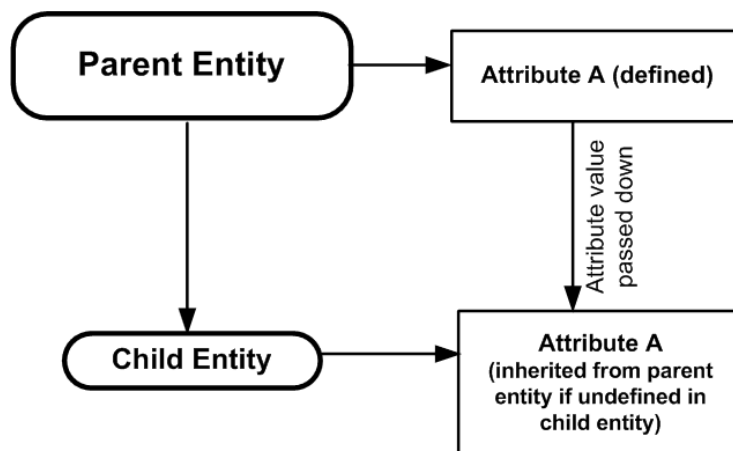 Parent Entity
Attribute A (defined)
Attribute value
passed down
Child Entity
Attribute A
(inherited from parent
entity if undefined in
child entity)